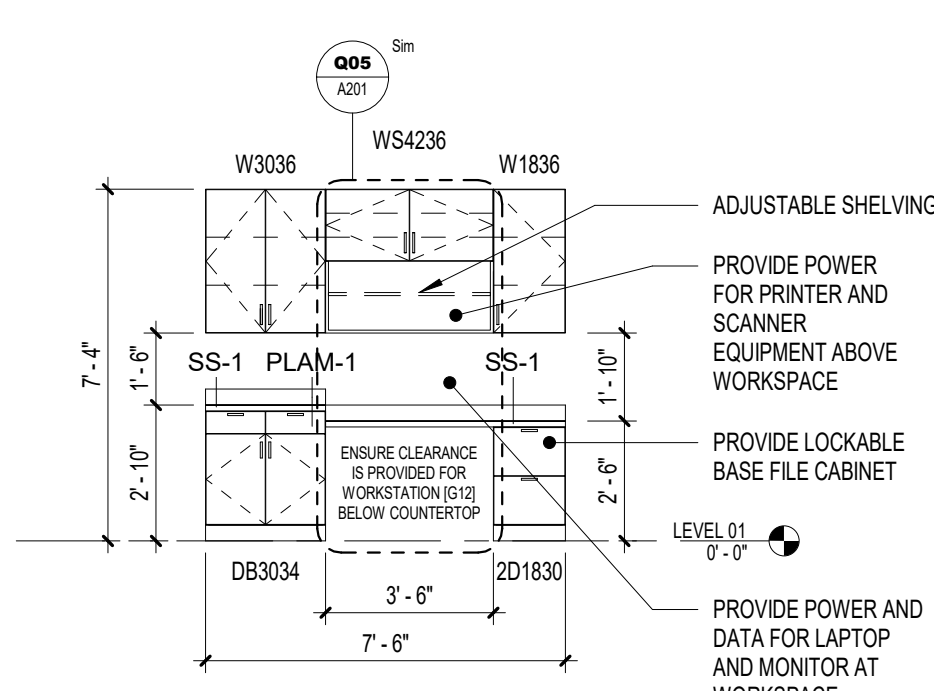 Sim
Q05
A201
WS4236
W3036
W1836
ADJUSTABLE SHELVING
PROVIDE POWER
FOR PRINTER AND
SCANNER
EQUIPMENT ABOVE
WORKSPACE
7' - 4"
1' - 6"
SS-1
PLAM-1
SS-1
1' - 10"
2' - 10"
ENSURE CLEARANCE
IS PROVIDED FOR
WORKSTATION [G12]
BELOW COUNTERTOP
2' - 6"
PROVIDE LOCKABLE
BASE FILE CABINET
LEVEL 01
0' - 0"
DB3034
2D1830
3' - 6"
7' - 6"
PROVIDE POWER AND
DATA FOR LAPTOP
AND MONITOR AT
WORKSPACE